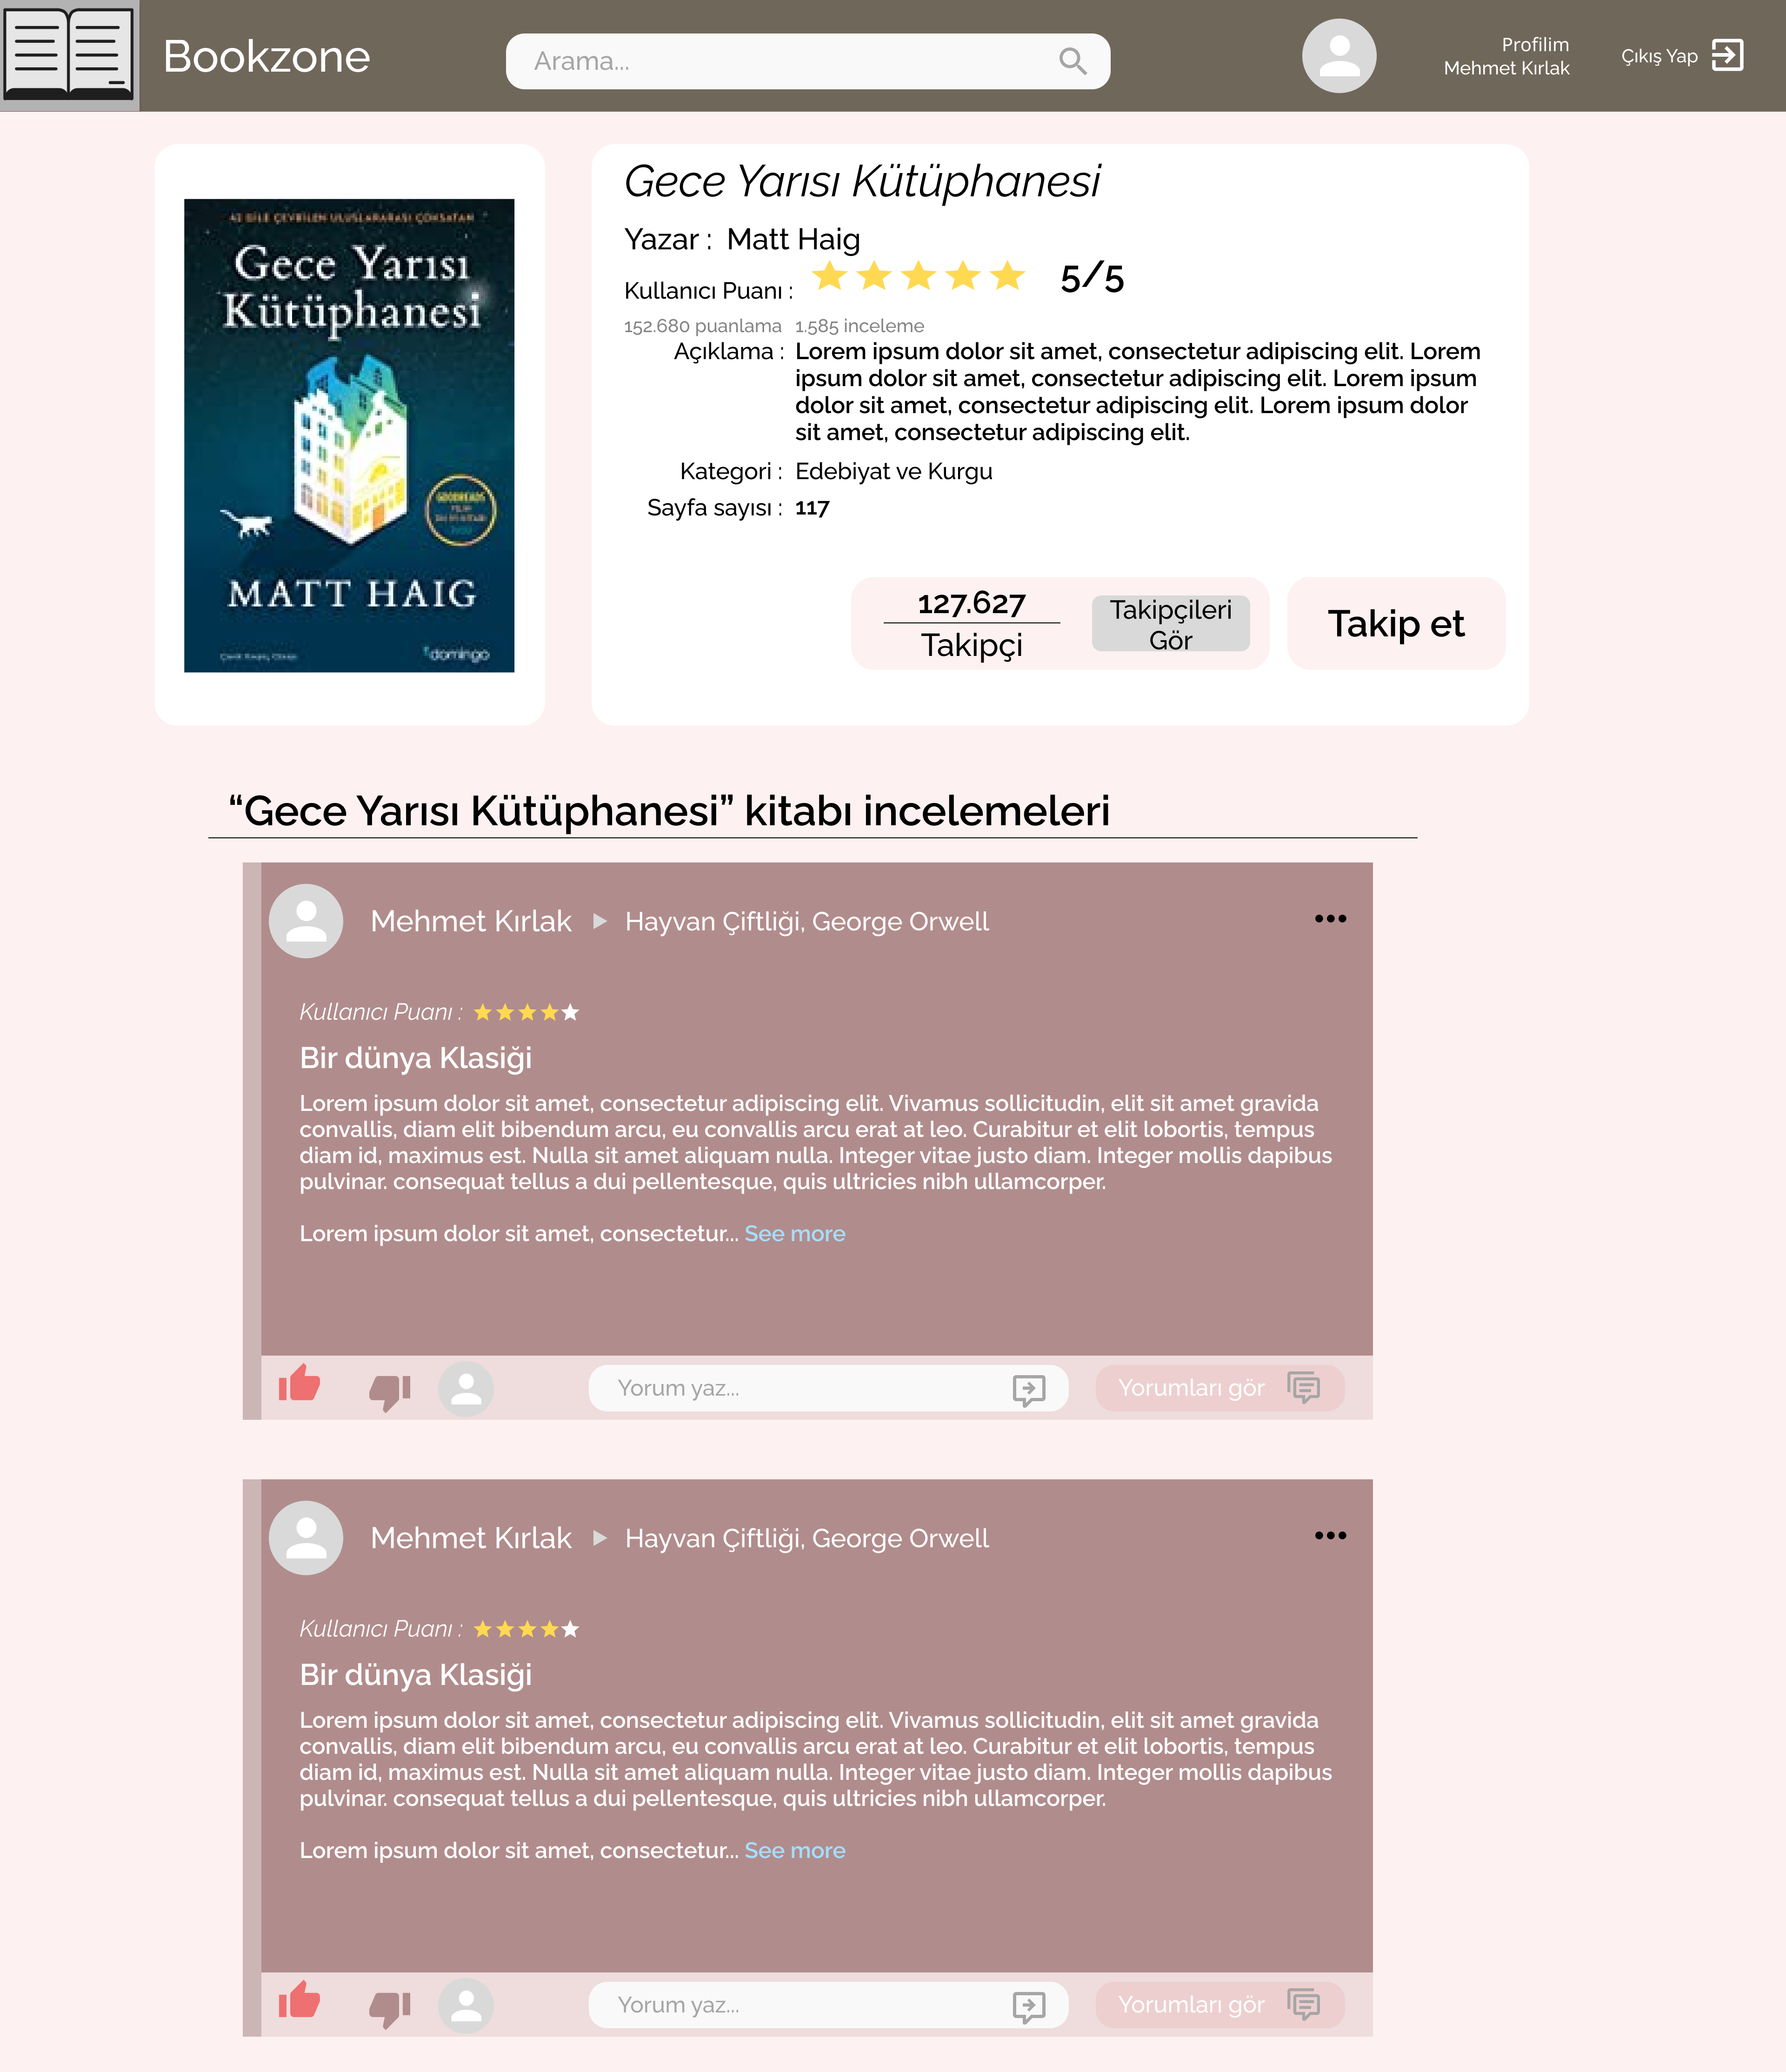 Bookzone
Arama...
Profilim
Mehmet Kırlak
Çıkış Yap
42 DİLE ÇEVRİLEN ULUSLARARASI ÇOKSATAN
Gece Yarısı
Kütüphanesi
GOODREADS
MATT HAIG
domingo
Gece Yarısı Kütüphanesi
Yazar : Matt Haig
Kullanıcı Puanı : 5/5
152.680 puanlama 1.585 inceleme
Açıklama : Lorem ipsum dolor sit amet, consectetur adipiscing elit. Lorem
ipsum dolor sit amet, consectetur adipiscing elit. Lorem ipsum
dolor sit amet, consectetur adipiscing elit. Lorem ipsum dolor
sit amet, consectetur adipiscing elit.
Kategori : Edebiyat ve Kurgu
Sayfa sayısı : 117
127.627
Takipçi
Takipçileri
Gör
Takip et
“Gece Yarısı Kütüphanesi” kitabı incelemeleri
Mehmet Kırlak Hayvan Çiftliği, George Orwell
Kullanıcı Puanı :
Bir dünya Klasiği
Lorem ipsum dolor sit amet, consectetur adipiscing elit. Vivamus sollicitudin, elit sit amet gravida
convallis, diam elit bibendum arcu, eu convallis arcu erat at leo. Curabitur et elit lobortis, tempus
diam id, maximus est. Nulla sit amet aliquam nulla. Integer vitae justo diam. Integer mollis dapibus
pulvinar. consequat tellus a dui pellentesque, quis ultricies nibh ullamcorper.
Lorem ipsum dolor sit amet, consectetur... See more
Yorum yaz...
Yorumları gör
Mehmet Kırlak Hayvan Çiftliği, George Orwell
Kullanıcı Puanı :
Bir dünya Klasiği
Lorem ipsum dolor sit amet, consectetur adipiscing elit. Vivamus sollicitudin, elit sit amet gravida
convallis, diam elit bibendum arcu, eu convallis arcu erat at leo. Curabitur et elit lobortis, tempus
diam id, maximus est. Nulla sit amet aliquam nulla. Integer vitae justo diam. Integer mollis dapibus
pulvinar. consequat tellus a dui pellentesque, quis ultricies nibh ullamcorper.
Lorem ipsum dolor sit amet, consectetur... See more
Yorum yaz...
Yorumları gör